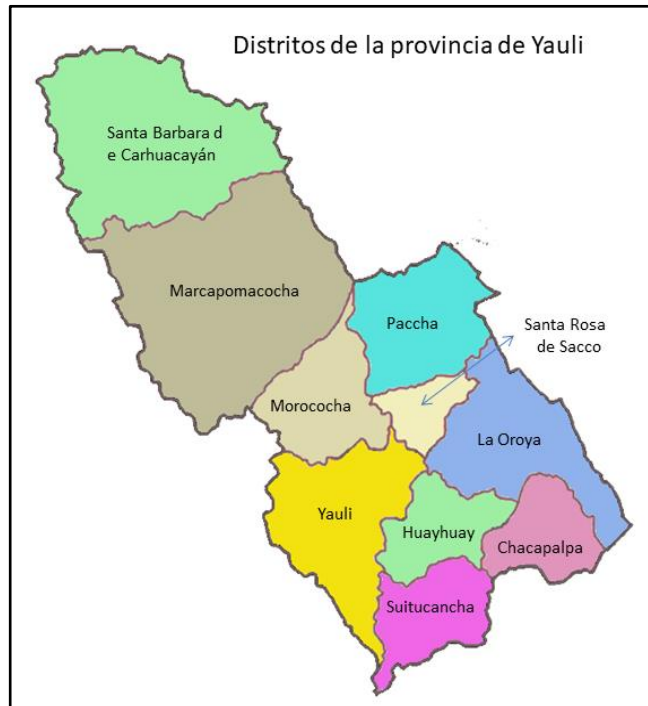 Distritos de la provincia de Yauli
Santa Barbara d
e Carhuacayán
Marcapomacocha
Paccha
Santa Rosa
de Sacco
Morococha
La Oroya
Yauli
Huayhuay
Chacapalpa
Suitucancha